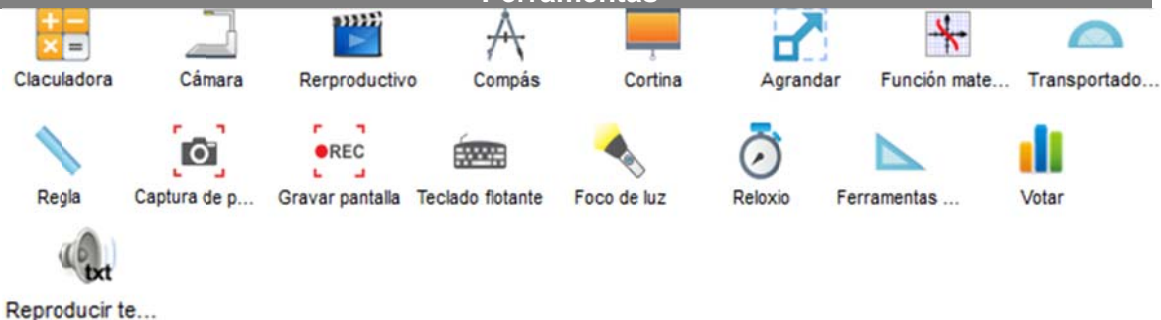 Ferramentas
Claculadora Cámara Rerproductivo Compás Cortina Agrandar Función mate... Transportado...
REC
Regla Captura de p... Gravar pantalla Teclado flotante Foco de luz Reloxio Ferramentas ... Votar
txt
Reproducir te...